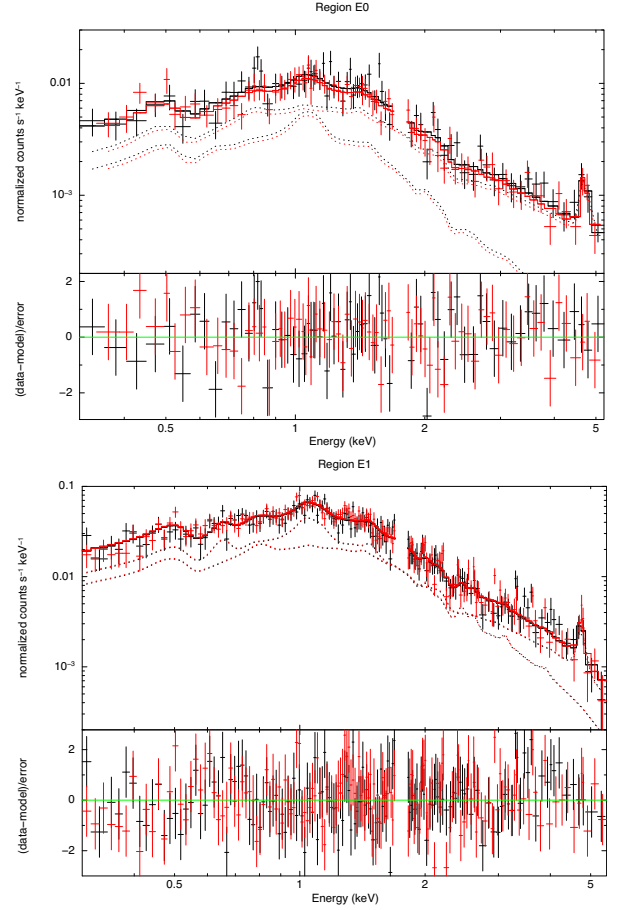 Region E0
normalized counts s⁻¹ keV⁻¹
0.01
10⁻³
(data−model)/error
2
0
−2
0.5 1 2 5
Energy (keV)
Region E1
normalized counts s⁻¹ keV⁻¹
0.1
0.01
10⁻³
(data−model)/error
2
0
−2
0.5 1 2 5
Energy (keV)